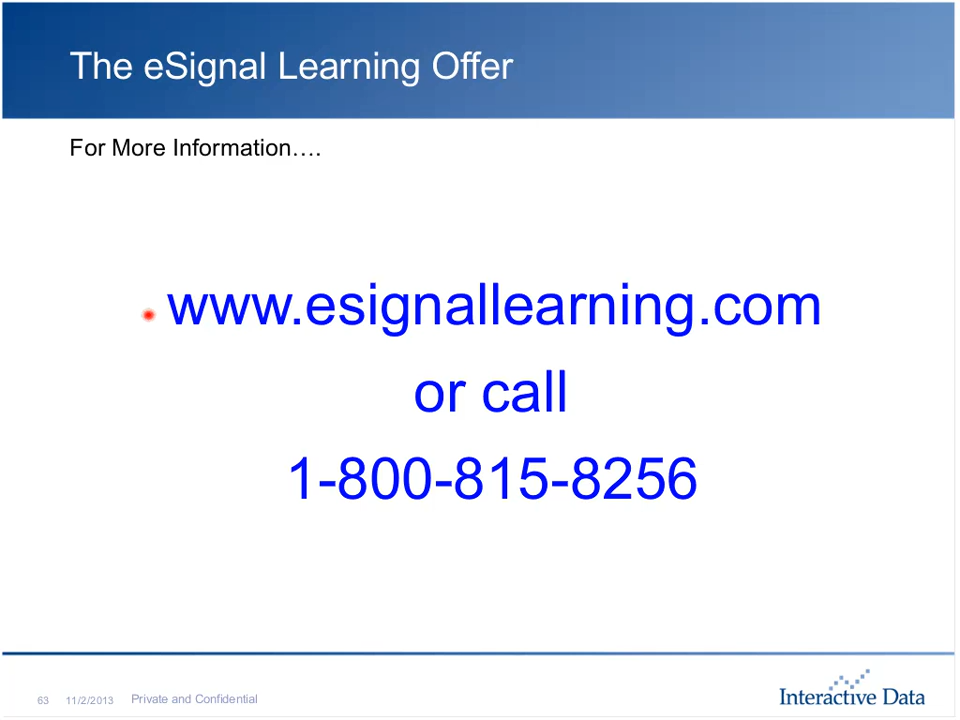 The eSignal Learning Offer
For More Information….
www.esignallearning.com
or call
1-800-815-8256
63 11/2/2013 Private and Confidential
Interactive Data